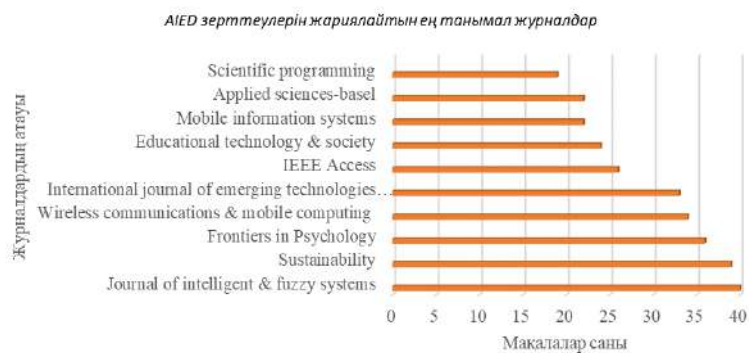 AIED зерттеулерін жариялайтын ең танымал журналдар
Журналдардың атауы
Scientific programming
Applied sciences-basel
Mobile information systems
Educational technology & society
IEEE Access
International journal of emerging technologies…
Wireless communications & mobile computing
Frontiers in Psychology
Sustainability
Journal of intelligent & fuzzy systems
0 5 10 15 20 25 30 35 40
Мақалалар саны